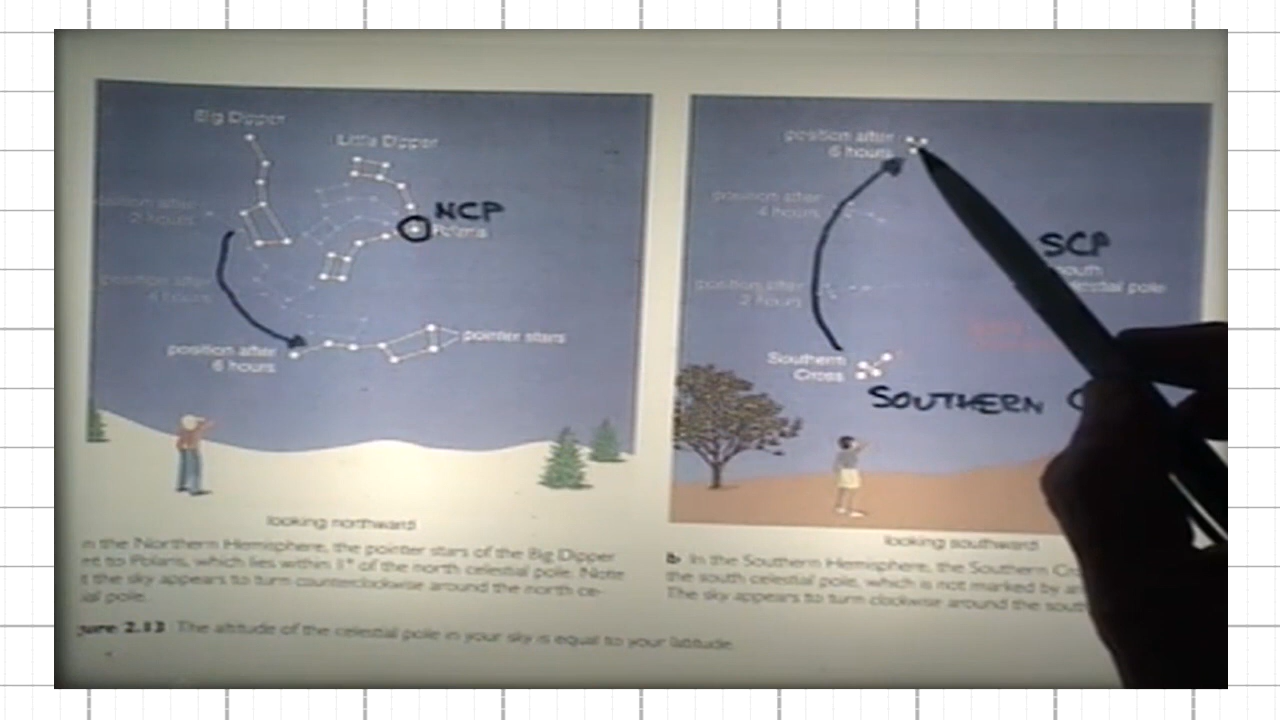 Big Dipper
Little Dipper
position after
2 hours
NCP
Polaris
position after
4 hours
pointer stars
position after
6 hours
looking northward
in the Northern Hemisphere, the pointer stars of the Big Dipper
to Polaris, which lies within 1° of the north celestial pole. Note
the sky appears to turn counterclockwise around the north ce-
pole.
position after
6 hours
position after
4 hours
SCP
south
celestial pole
position after
2 hours
Southern
Cross
SOUTHERN
looking southward
b In the Southern Hemisphere, the Southern
the south celestial pole, which is not marked by
The sky appears to turn clockwise around the south
2.13 The altitude of the celestial pole in your sky is equal to your latitude.